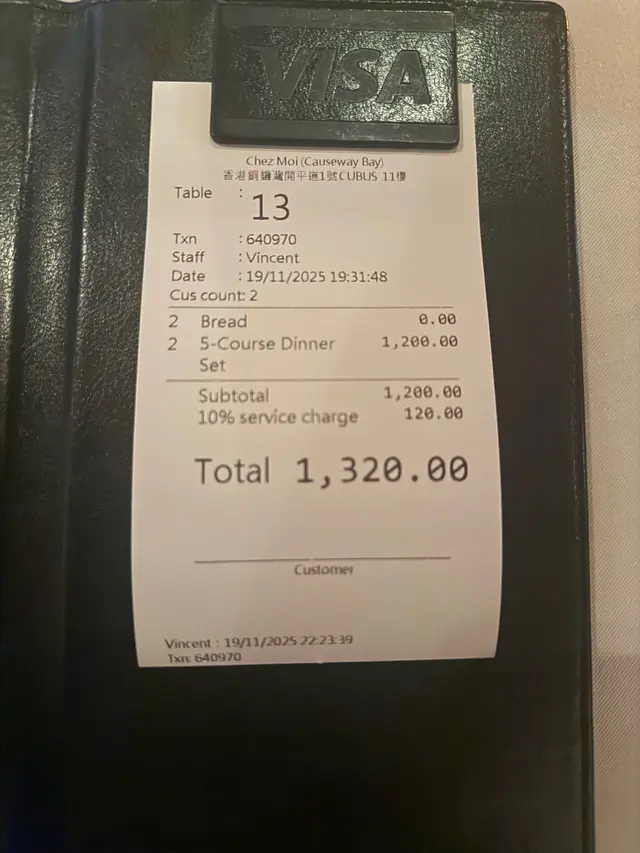 VISA
Chez Moi (Causeway Bay)
香港銅鑼灣開平道1號CUBUS 11樓
Table : 13
Txn : 640970
Staff : Vincent
Date : 19/11/2025 19:31:48
Cus count: 2
2 Bread 0.00
2 5-Course Dinner 1,200.00
Set
Subtotal 1,200.00
10% service charge 120.00
Total 1,320.00
Customer
Vincent : 19/11/2025 22:23:39
Txn: 640970